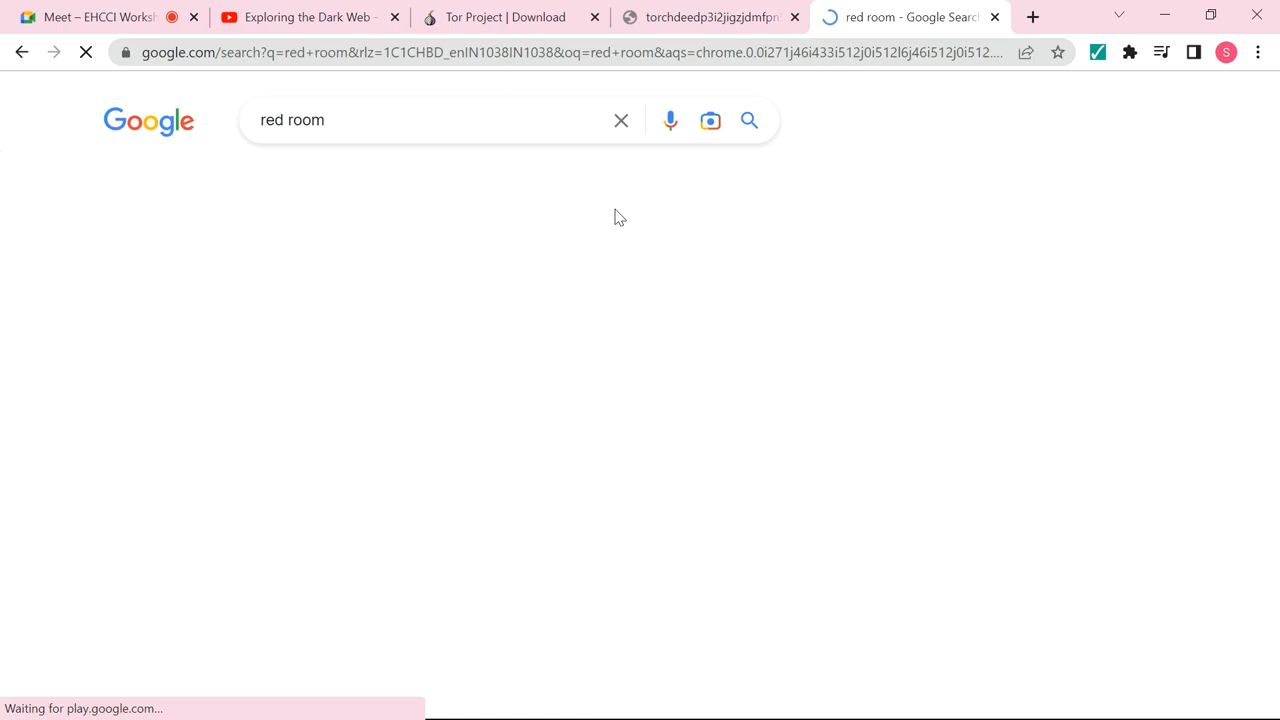 Meet – EHCCI Worksh
Exploring the Dark Web -
Tor Project | Download
torchdeedp3i2jigzjdmfpn
red room - Google Searc
google.com/search?q=red+room&rlz=1C1CHBD_enIN1038IN1038&oq=red+room&aqs=chrome.0.0i271j46i433i512j0i512l6j46i512j0i512....
S
Google
red room
Waiting for play.google.com...